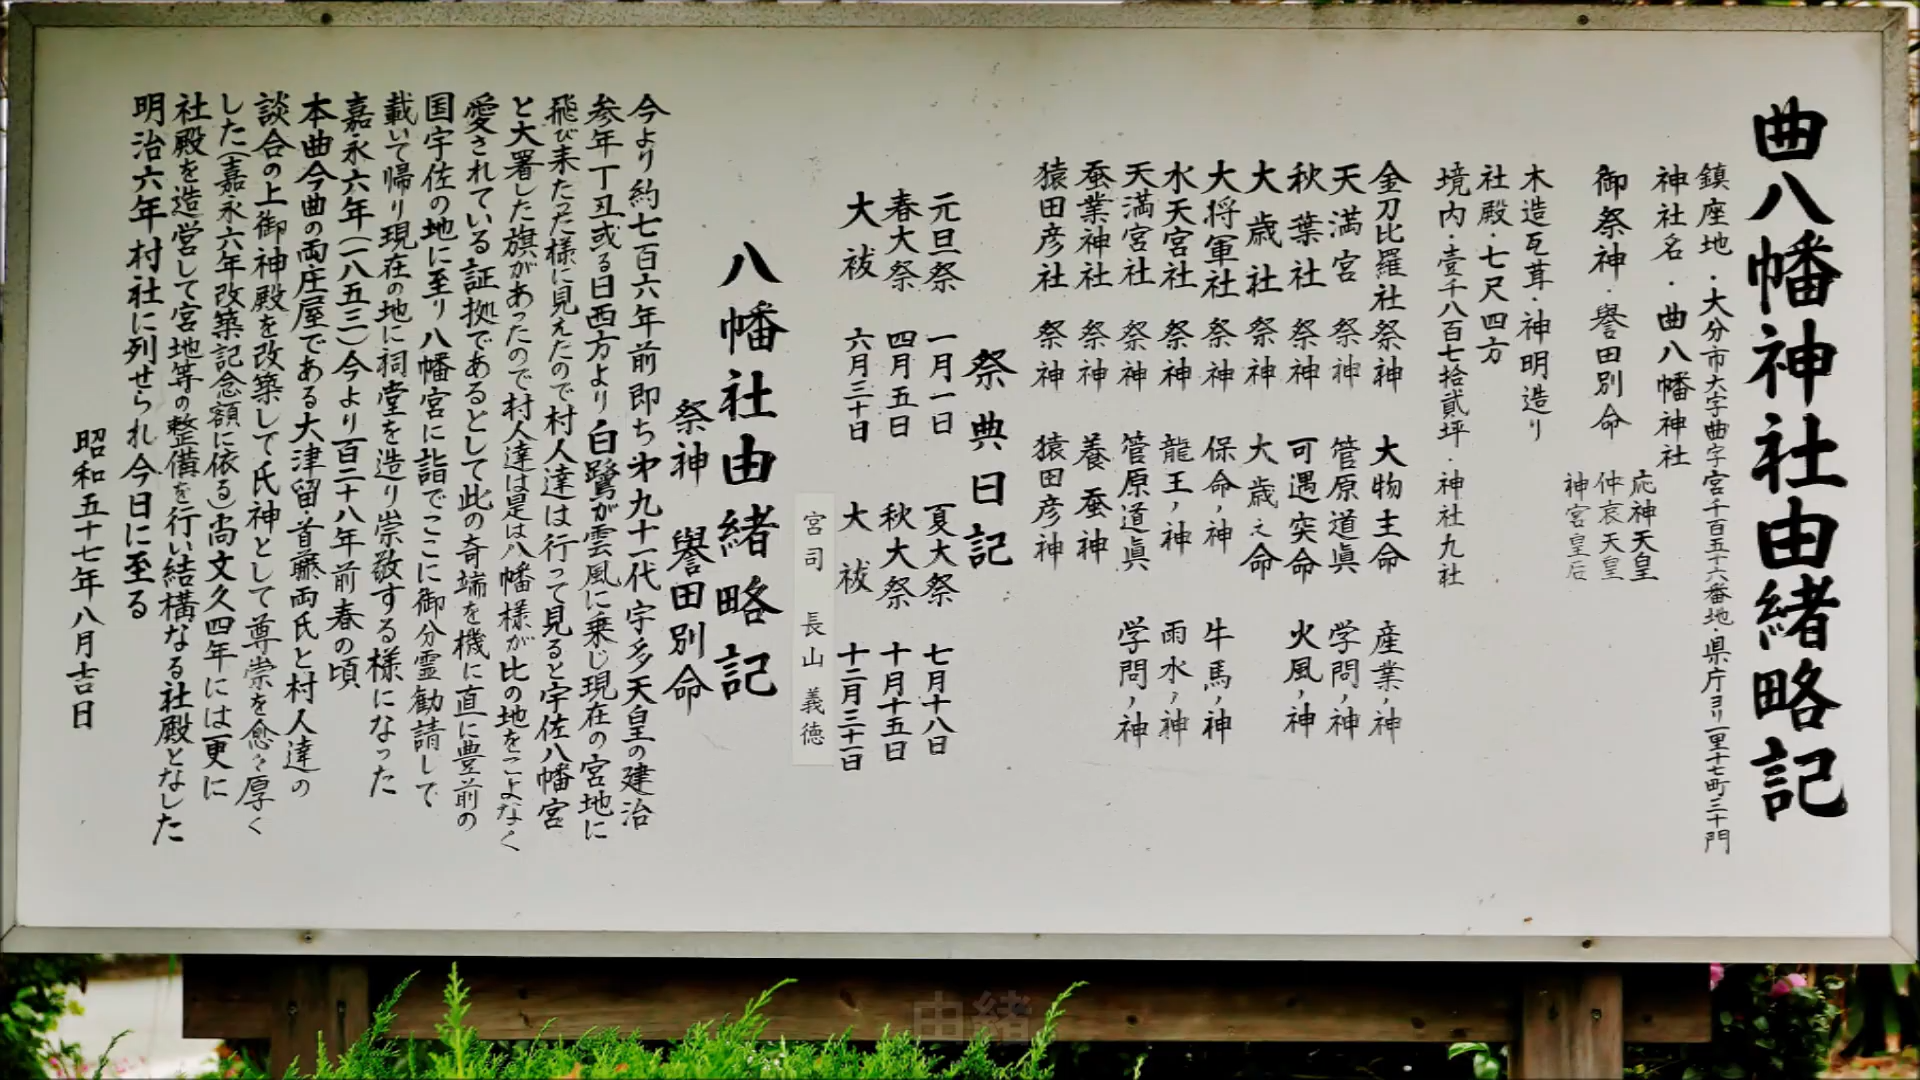 曲八幡神社由緒略記
鎮座地・大分市大字曲字宮千百五十六番地・県庁ヨリ一里十七町三十門
神社名・曲八幡神社
御祭神・譽田別命 応神天皇
仲哀天皇
神宮皇后
木造瓦葺・神明造り
社殿・七尺四方
境内・壹千八百七拾貳坪・神社九社
金刀比羅社 祭神 大物主命 産業ノ神
天満宮 祭神 管原道眞 学問ノ神
秋葉社 祭神 可遇突命 火風ノ神
大歳社 祭神 大歳之命
大将軍社 祭神 保命ノ神 牛馬ノ神
水天宮社 祭神 龍王ノ神 雨水ノ神
天満宮社 祭神 管原道眞 学問ノ神
蚕業神社 祭神 養蚕神
猿田彦社 祭神 猿田彦神
祭典日記
元旦祭 一月一日 夏大祭 七月十八日
春大祭 四月五日 秋大祭 十月十五日
大祓 六月三十日 大祓 十二月三十一日
宮司 長山義徳
八幡社由緒略記
祭神 譽田別命
今より約七百六年前即ち第九十一代宇多天皇の建治
参年丁丑或る日西方より白鷺が雲風に乗じ現在の宮地に
飛び来たった様に見えたので村人達は行って見ると宇佐八幡宮
と大署した旗があったので村人達は是は八幡様が比の地をこよなく
愛されている証拠であるとして此の奇端を機に直に豊前の
国宇佐の地に至り八幡宮に詣でここに御分霊勧請して
載いて帰り現在の地に祠堂を造り崇敬する様になった
嘉永六年(一八五三)今より百二十八年前春の頃
本曲今曲の両庄屋である大津留首藤両氏と村人達の
談合の上御神殿を改築して氏神として尊崇を愈々厚く
した(嘉永六年改築記念額に依る)尚文久四年には更に
社殿を造営して宮地等の整備を行い結構なる社殿となした
明治六年村社に列せられ今日に至る
昭和五十七年八月吉日
由緒